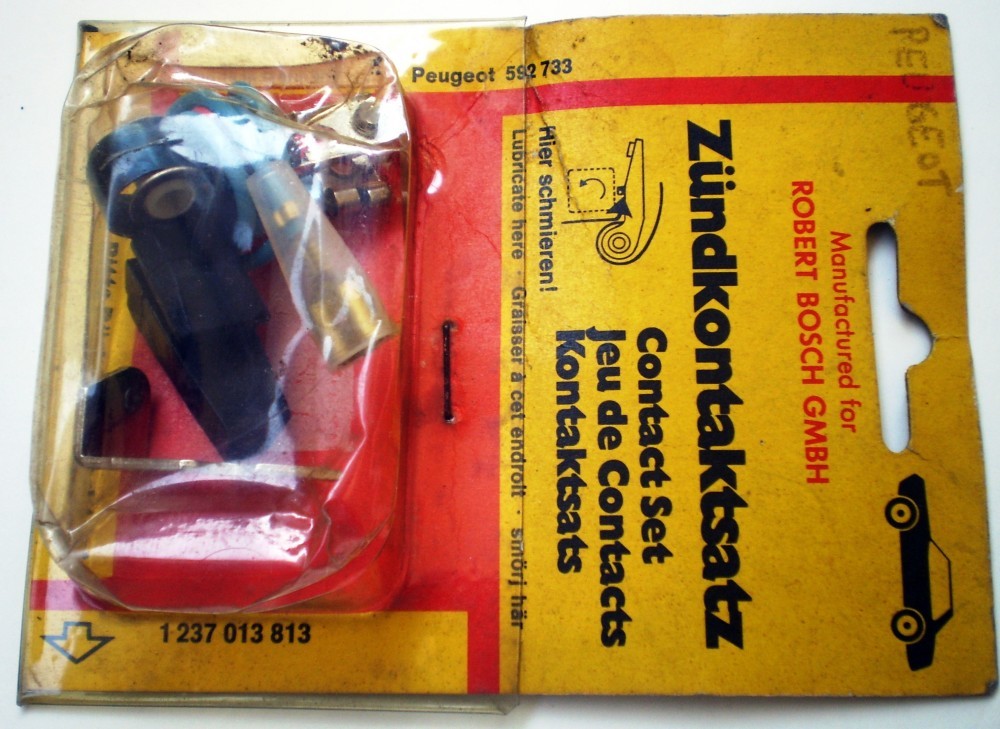 PEUGEOT
Peugeot 592 733
Manufactured for
ROBERT BOSCH GMBH
Zündkontaktsatz
Contact Set
Jeu de Contacts
Kontaktsats
Hier schmieren!
Lubricate here · Graisser à cet endroit · smörj här
1 237 013 813